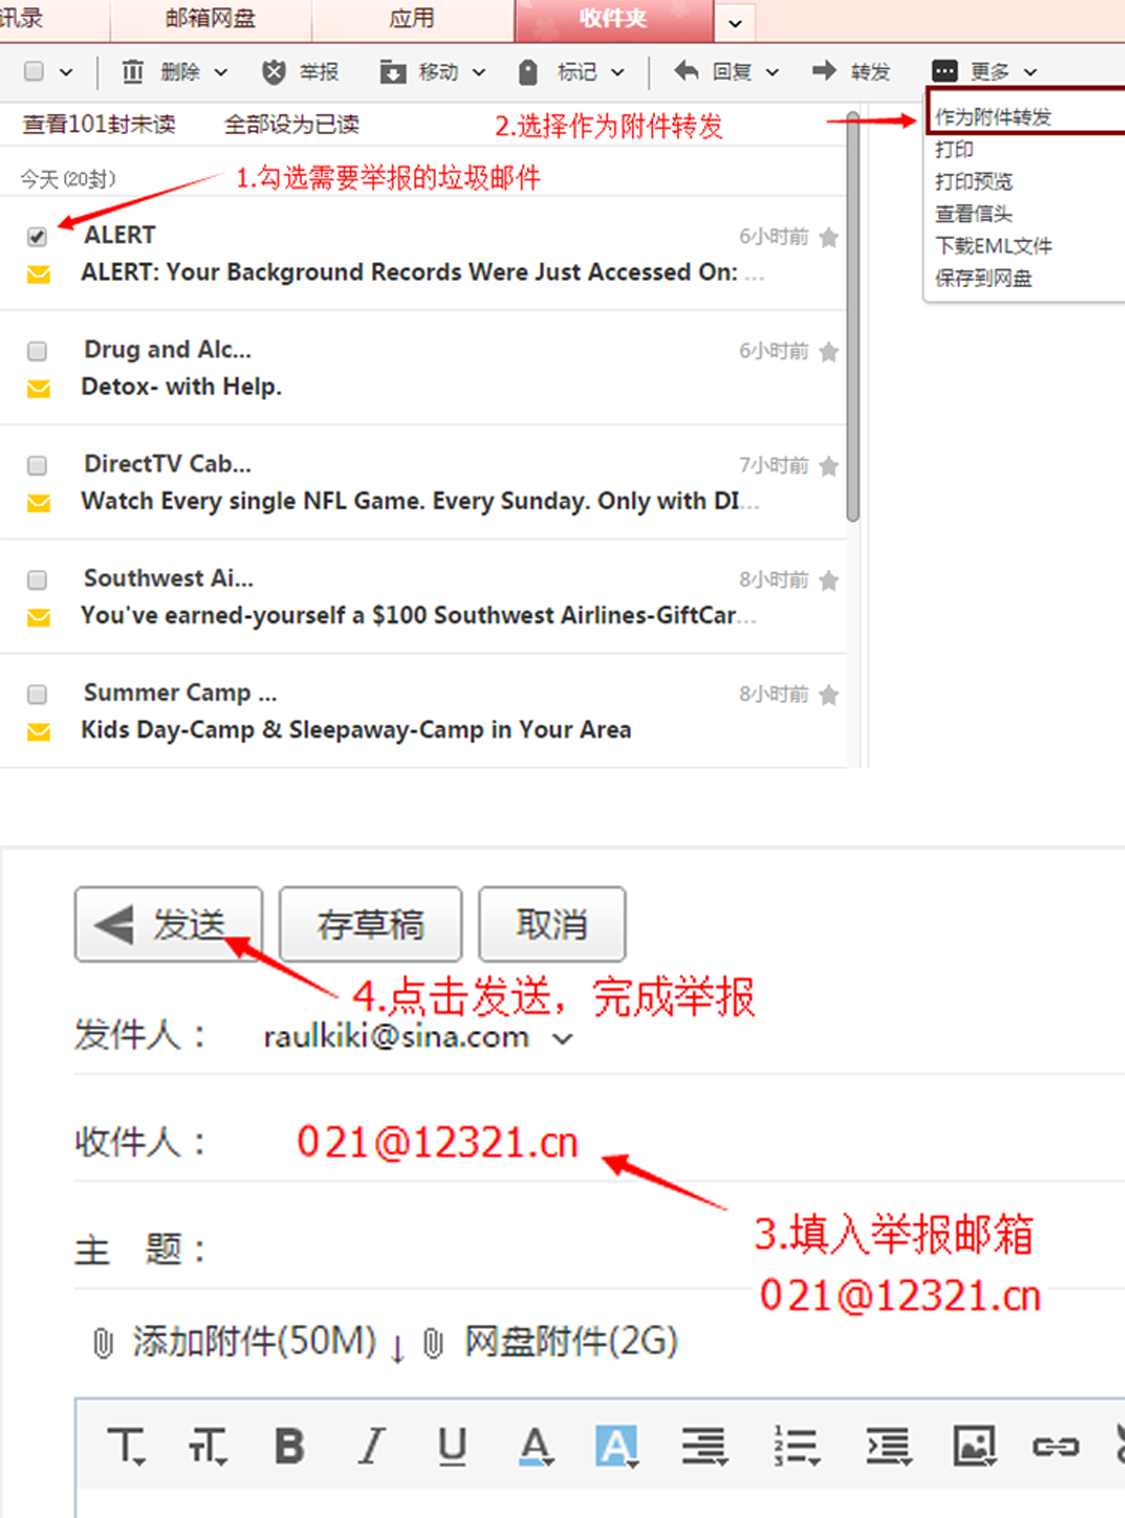 讯录 邮箱网盘 应用 收件夹
删除 举报 移动 标记 回复 转发 更多
查看101封未读 全部设为已读 2.选择作为附件转发 作为附件转发
打印
今天(20封) 1.勾选需要举报的垃圾邮件 打印预览
查看信头
ALERT 6小时前 下载EML文件
ALERT: Your Background Records Were Just Accessed On: ... 保存到网盘
Drug and Alc... 6小时前
Detox- with Help.
DirectTV Cab... 7小时前
Watch Every single NFL Game. Every Sunday. Only with DI...
Southwest Ai... 8小时前
You've earned-yourself a $100 Southwest Airlines-GiftCar...
Summer Camp ... 8小时前
Kids Day-Camp & Sleepaway-Camp in Your Area
发送 存草稿 取消
4.点击发送，完成举报
发件人： raulkiki@sina.com
收件人： 021@12321.cn
3.填入举报邮箱
主 题：
021@12321.cn
添加附件(50M) 网盘附件(2G)